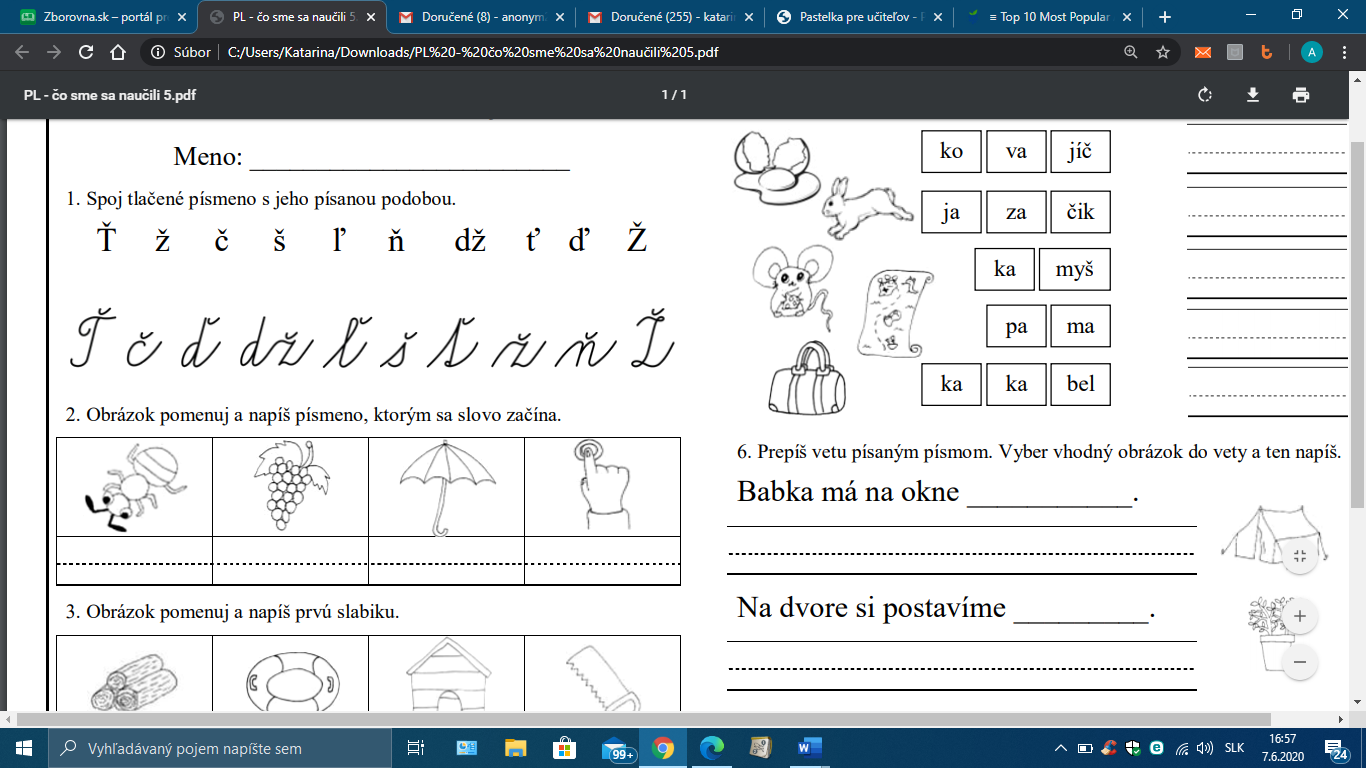 Zborovna.sk – portál pr
PL - čo sme sa naučili 5.
Doručené (8) - anonym.
Doručené (255) - katarin
Pastelka pre učiteľov - P
≡ Top 10 Most Popular
Súbor
C:/Users/Katarina/Downloads/PL%20-%20čo%20sme%20sa%20naučili%205.pdf
A
PL - čo sme sa naučili 5.pdf
1 / 1
Meno: ________________________
1. Spoj tlačené písmeno s jeho písanou podobou.
Ť ž č š ľ ň dž ť ď Ž
Ť č ď dž ľ š Ľ ž ň Ž
2. Obrázok pomenuj a napíš písmeno, ktorým sa slovo začína.
3. Obrázok pomenuj a napíš prvú slabiku.
ko va jíč
ja za čik
ka myš
pa ma
ka ka bel
6. Prepíš vetu písaným písmom. Vyber vhodný obrázok do vety a ten napíš.
Babka má na okne ___________.
Na dvore si postavíme _________.
Vyhľadávaný pojem napíšte sem
99+
SLK
16:57
7.6.2020
24